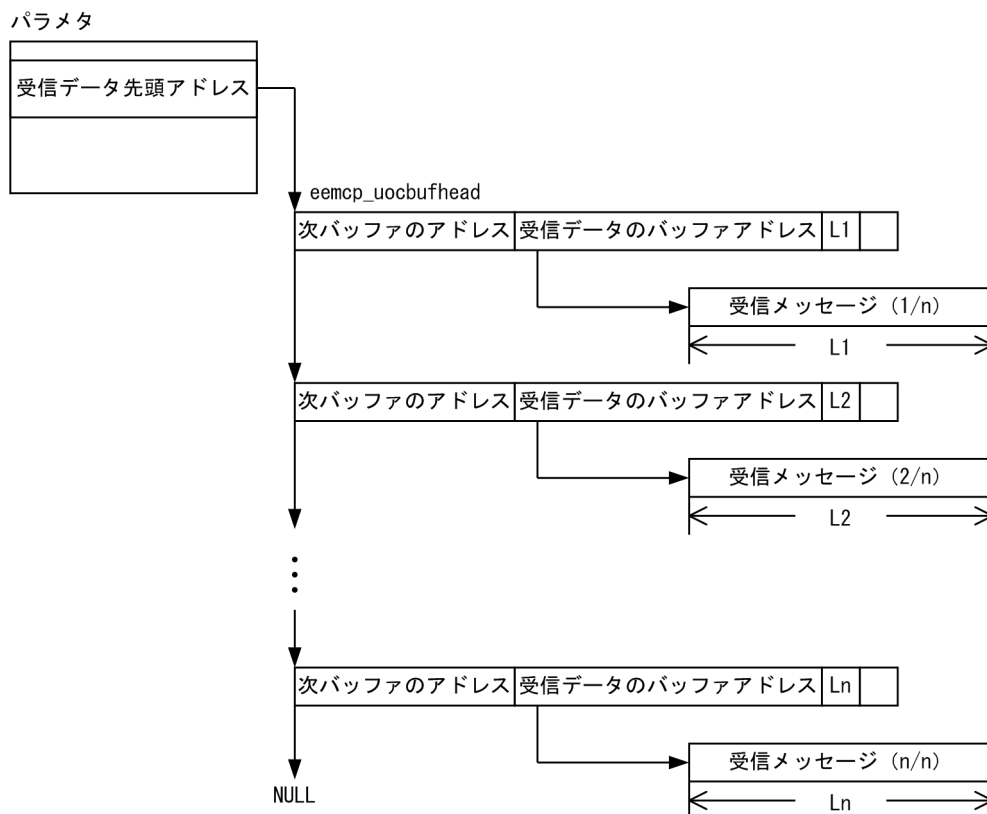 パラメタ
受信データ先頭アドレス
eemcp_uocbufhead
次バッファのアドレス 受信データのバッファアドレス L1
受信メッセージ (1/n)
L1
次バッファのアドレス 受信データのバッファアドレス L2
受信メッセージ (2/n)
L2
次バッファのアドレス 受信データのバッファアドレス Ln
受信メッセージ (n/n)
NULL
Ln